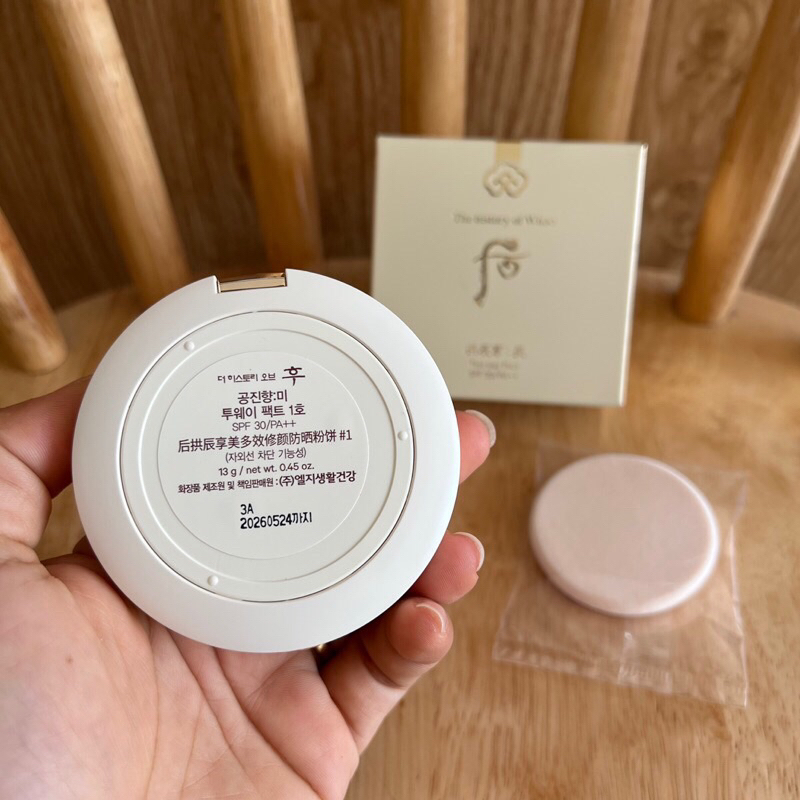 더 히스토리 오브 후
공진향:미
투웨이 팩트 1호
SPF 30/PA++
后拱辰享美多效修颜防晒粉饼 #1
(자외선 차단 기능성)
13 g / net wt. 0.45 oz.
화장품 제조원 및 책임판매원 : (주)엘지생활건강
3A
20260524까지
The history of Whoo
后